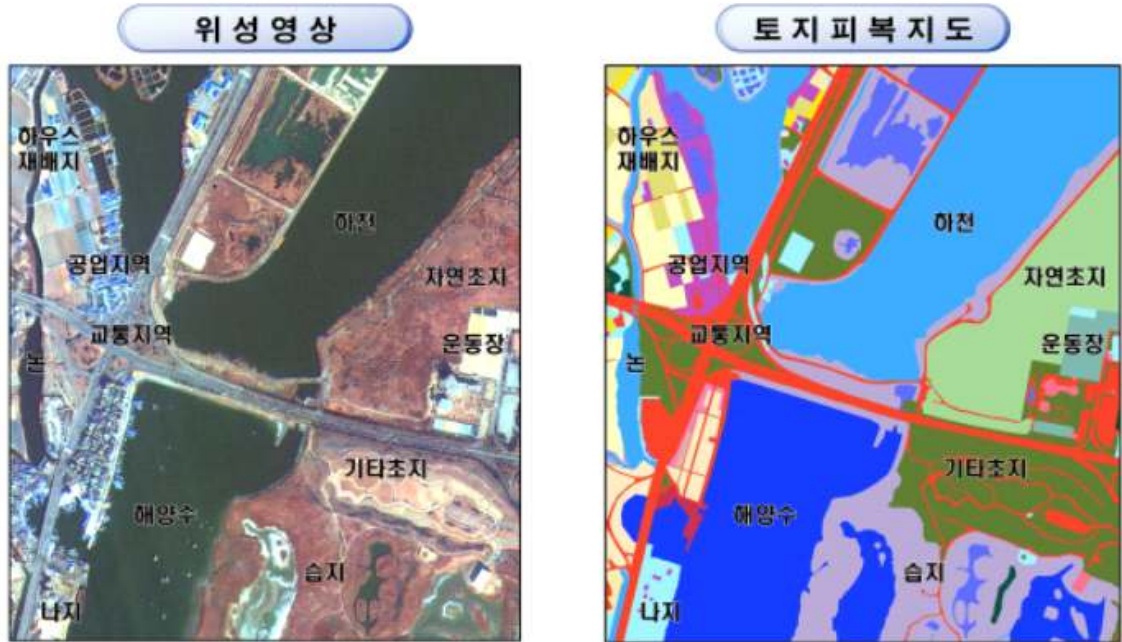 위성영상
토지피복지도
하우스
재배지
하천
공업지역
자연초지
교통지역
운동장
논
기타초지
해양수
습지
나지
하천
공업지역
자연초지
교통지역
운동장
논
기타초지
해양수
습지
나지
하우스
재배지